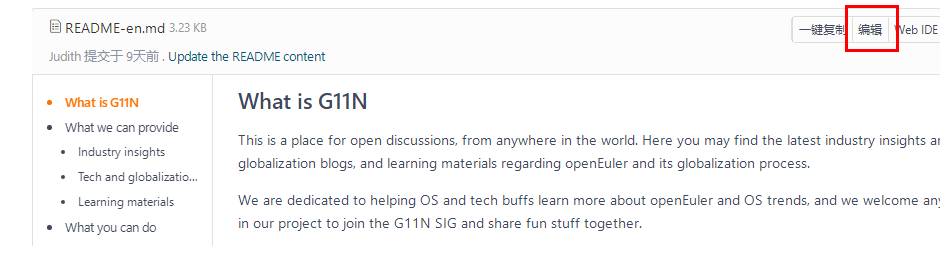 README-en.md 3.23 KB
一键复制 编辑 Web IDE
Judith 提交于 9天前 . Update the README content
What is G11N
What we can provide
Industry insights
Tech and globalizatio...
Learning materials
What you can do
What is G11N
This is a place for open discussions, from anywhere in the world. Here you may find the latest industry insights
globalization blogs, and learning materials regarding openEuler and its globalization process.
We are dedicated to helping OS and tech buffs learn more about openEuler and OS trends, and we welcome
in our project to join the G11N SIG and share fun stuff together.